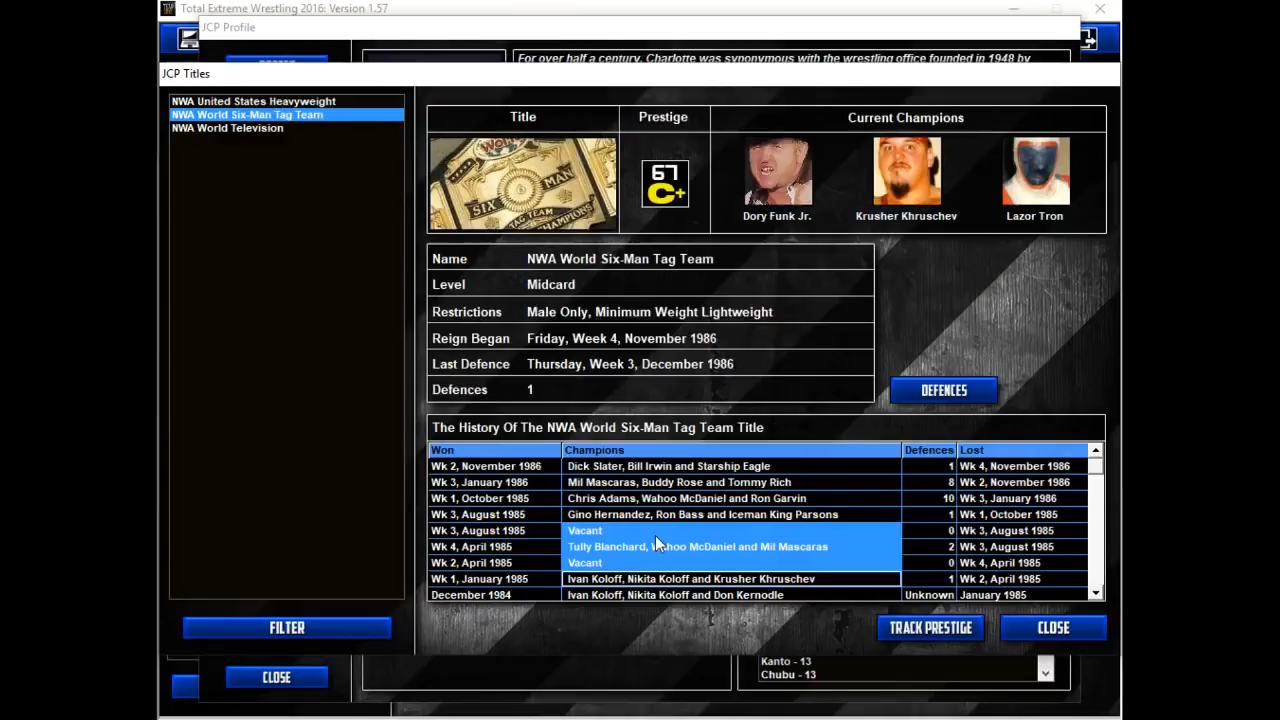 Total Extreme Wrestling 2016: Version 1.57
JCP Profile
For over half a century, Charlotte was synonymous with the wrestling office founded in 1948 by
JCP Titles
NWA United States Heavyweight
NWA World Six-Man Tag Team
NWA World Television
Title
Prestige
Current Champions
67
C+
SIX MAN
TAG TEAM
CHAMPIONS
Dory Funk Jr.
Krusher Khruschev
Lazor Tron
Name NWA World Six-Man Tag Team
Level Midcard
Restrictions Male Only, Minimum Weight Lightweight
Reign Began Friday, Week 4, November 1986
Last Defence Thursday, Week 3, December 1986
Defences 1
DEFENCES
The History Of The NWA World Six-Man Tag Team Title
Won Champions Defences Lost
Wk 2, November 1986 Dick Slater, Bill Irwin and Starship Eagle 1 Wk 4, November 1986
Wk 3, January 1986 Mil Mascaras, Buddy Rose and Tommy Rich 8 Wk 2, November 1986
Wk 1, October 1985 Chris Adams, Wahoo McDaniel and Ron Garvin 10 Wk 3, January 1986
Wk 3, August 1985 Gino Hernandez, Ron Bass and Iceman King Parsons 1 Wk 1, October 1985
Wk 3, August 1985 Vacant 0 Wk 3, August 1985
Wk 4, April 1985 Tully Blanchard, Wahoo McDaniel and Mil Mascaras 2 Wk 3, August 1985
Wk 2, April 1985 Vacant 0 Wk 4, April 1985
Wk 1, January 1985 Ivan Koloff, Nikita Koloff and Krusher Khruschev 1 Wk 2, April 1985
December 1984 Ivan Koloff, Nikita Koloff and Don Kernodle Unknown January 1985
FILTER
TRACK PRESTIGE
CLOSE
CLOSE
Kanto - 13
Chubu - 13